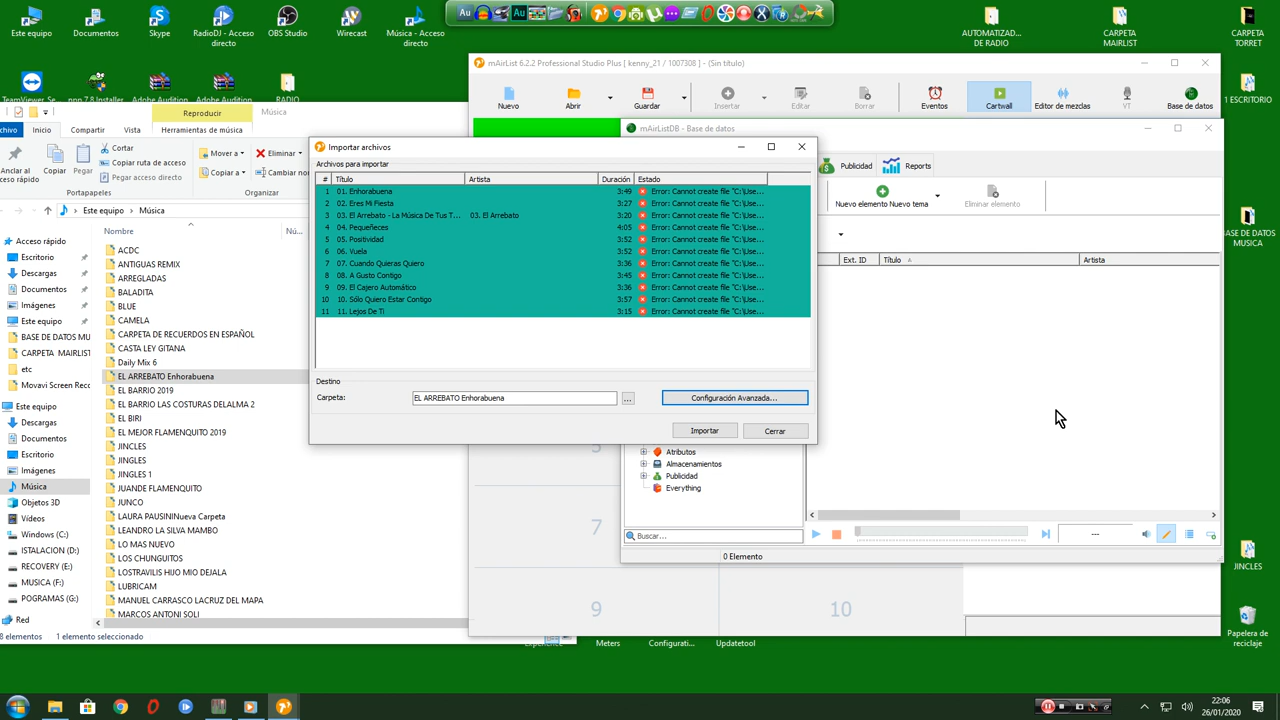 Este equipo
Documentos
Skype
RadioDJ - Acceso directo
OBS Studio
Wirecast
Música - Acceso directo
AUTOMATIZAD... DE RADIO
CARPETA MAIRLIST
CARPETA TORRET
TeamViewer
Adobe Audition
Adobe Audition
RADIO
1 ESCRITORIO
BASE DE DATOS MUSICA
JINCLES
Papelera de reciclaje
mAirList 6.2.2 Professional Studio Plus [ kenny_21 / 1007308 ] - (Sin título)
Nuevo
Abrir
Guardar
Insertar
Editar
Borrar
Eventos
Cartwall
Editor de mezclas
VT
Base de datos
Reproducir
Música
Inicio
Compartir
Vista
Herramientas de música
Anclar al acceso rápido
Copiar
Pegar
Cortar
Copiar ruta de acceso
Pegar acceso directo
Mover a
Copiar a
Eliminar
Portapapeles
Organizar
Este equipo
Música
Nombre
Acceso rápido
Escritorio
Descargas
Documentos
Imágenes
Este equipo
BASE DE DATOS MU
CARPETA MAIRLIST
etc
Movavi Screen Rec
Este equipo
Descargas
Documentos
Escritorio
Imágenes
Música
Objetos 3D
Vídeos
Windows (C:)
ISTALACION (D:)
RECOVERY (E:)
MUSICA (F:)
POGRAMAS (G:)
Red
ACDC
ANTIGUAS REMIX
ARREGLADAS
BALADITA
BLUE
CAMELA
CARPETA DE RECUERDOS EN ESPAÑOL
CASTA LEY GITANA
Daily Mix 6
EL ARREBATO Enhorabuena
EL BARRIO 2019
EL BARRIO LAS COSTURAS DELALMA 2
EL BIRI
EL MEJOR FLAMENQUITO 2019
JINCLES
JINGLES
JINGLES 1
JUANDE FLAMENQUITO
JUNCO
LAURA PAUSININueva Carpeta
LEANDRO LA SILVA MAMBO
LO MAS NUEVO
LOS CHUNGUITOS
LOSTRAVILIS HIJO MIO DEJALA
LUBRICAM
MANUEL CARRASCO LACRUZ DEL MAPA
MARCOS ANTONI SOLI
1 elemento seleccionado
Importar archivos
Archivos para importar
# Título Artista Duración Estado
1 01. Enhorabuena 3:49 Error: Cannot create file "C:\Use...
2 02. Eres Mi Fiesta 3:27 Error: Cannot create file "C:\Use...
3 03. El Arrebato - La Música De Tus T... 03. El Arrebato 3:20 Error: Cannot create file "C:\Use...
4 04. Pequeñeces 4:05 Error: Cannot create file "C:\Use...
5 05. Positividad 3:52 Error: Cannot create file "C:\Use...
6 06. Vuela 3:52 Error: Cannot create file "C:\Use...
7 07. Cuando Quieras Quiero 3:36 Error: Cannot create file "C:\Use...
8 08. A Gusto Contigo 3:45 Error: Cannot create file "C:\Use...
9 09. El Cajero Automático 3:36 Error: Cannot create file "C:\Use...
10 10. Sólo Quiero Estar Contigo 3:57 Error: Cannot create file "C:\Use...
11 11. Lejos De Ti 3:15 Error: Cannot create file "C:\Use...
Destino
Carpeta:
EL ARREBATO Enhorabuena
...
Configuración Avanzada...
Importar
Cerrar
mAirListDB - Base de datos
Publicidad
Reports
Nuevo elemento Nuevo tema
Eliminar elemento
Ext. ID
Título
Artista
Atributos
Almacenamientos
Publicidad
Everything
Buscar...
---
0 Elemento
7
9
10
Experience
Meters
Configurati...
Updatetool
22:06
26/01/2020